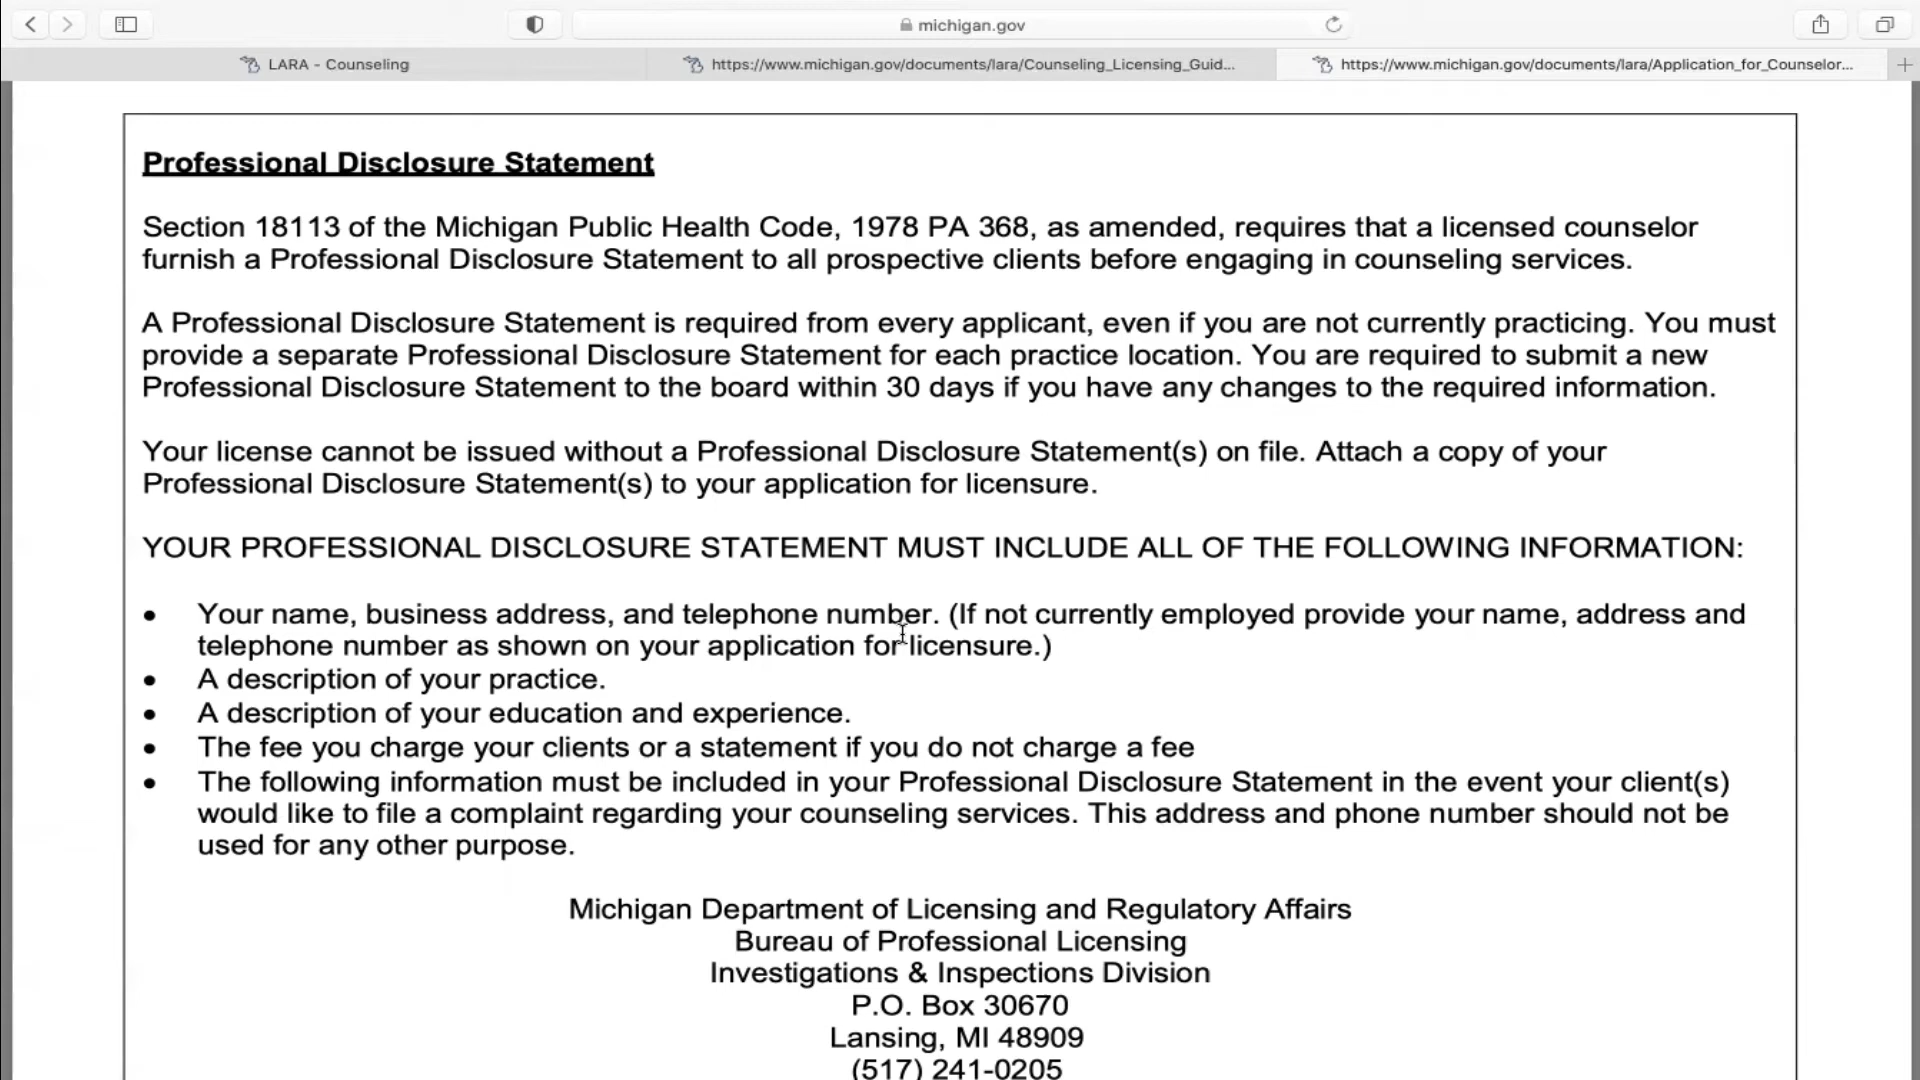 michigan.gov
LARA - Counseling
https://www.michigan.gov/documents/lara/Counseling_Licensing_Guid...
https://www.michigan.gov/documents/lara/Application_for_Counselor...
Professional Disclosure Statement
Section 18113 of the Michigan Public Health Code, 1978 PA 368, as amended, requires that a licensed counselor
furnish a Professional Disclosure Statement to all prospective clients before engaging in counseling services.
A Professional Disclosure Statement is required from every applicant, even if you are not currently practicing. You must
provide a separate Professional Disclosure Statement for each practice location. You are required to submit a new
Professional Disclosure Statement to the board within 30 days if you have any changes to the required information.
Your license cannot be issued without a Professional Disclosure Statement(s) on file. Attach a copy of your
Professional Disclosure Statement(s) to your application for licensure.
YOUR PROFESSIONAL DISCLOSURE STATEMENT MUST INCLUDE ALL OF THE FOLLOWING INFORMATION:
• Your name, business address, and telephone number. (If not currently employed provide your name, address and
telephone number as shown on your application for licensure.)
• A description of your practice.
• A description of your education and experience.
• The fee you charge your clients or a statement if you do not charge a fee
• The following information must be included in your Professional Disclosure Statement in the event your client(s)
would like to file a complaint regarding your counseling services. This address and phone number should not be
used for any other purpose.
Michigan Department of Licensing and Regulatory Affairs
Bureau of Professional Licensing
Investigations & Inspections Division
P.O. Box 30670
Lansing, MI 48909
(517) 241-0205